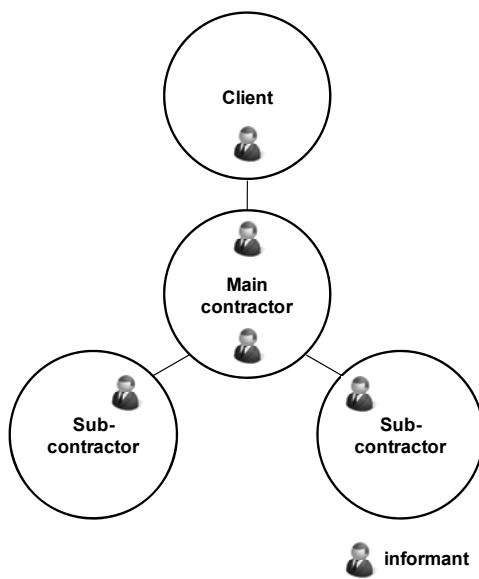 Client
Main
contractor
Sub-
contractor
Sub-
contractor
informant